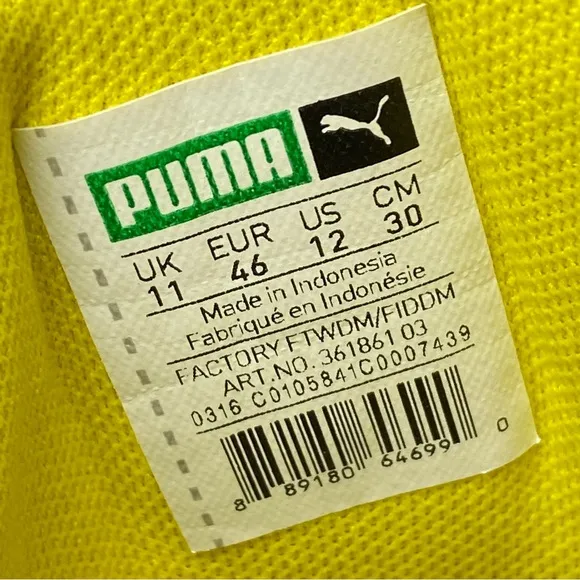 PUMA
UK EUR US CM
11 46 12 30
Made in Indonesia
Fabriqué en Indonésie
FACTORY FTWDM/FIDDM
ART.NO. 361861 03
0316 C0105841C0007439
8 89180 64699 0